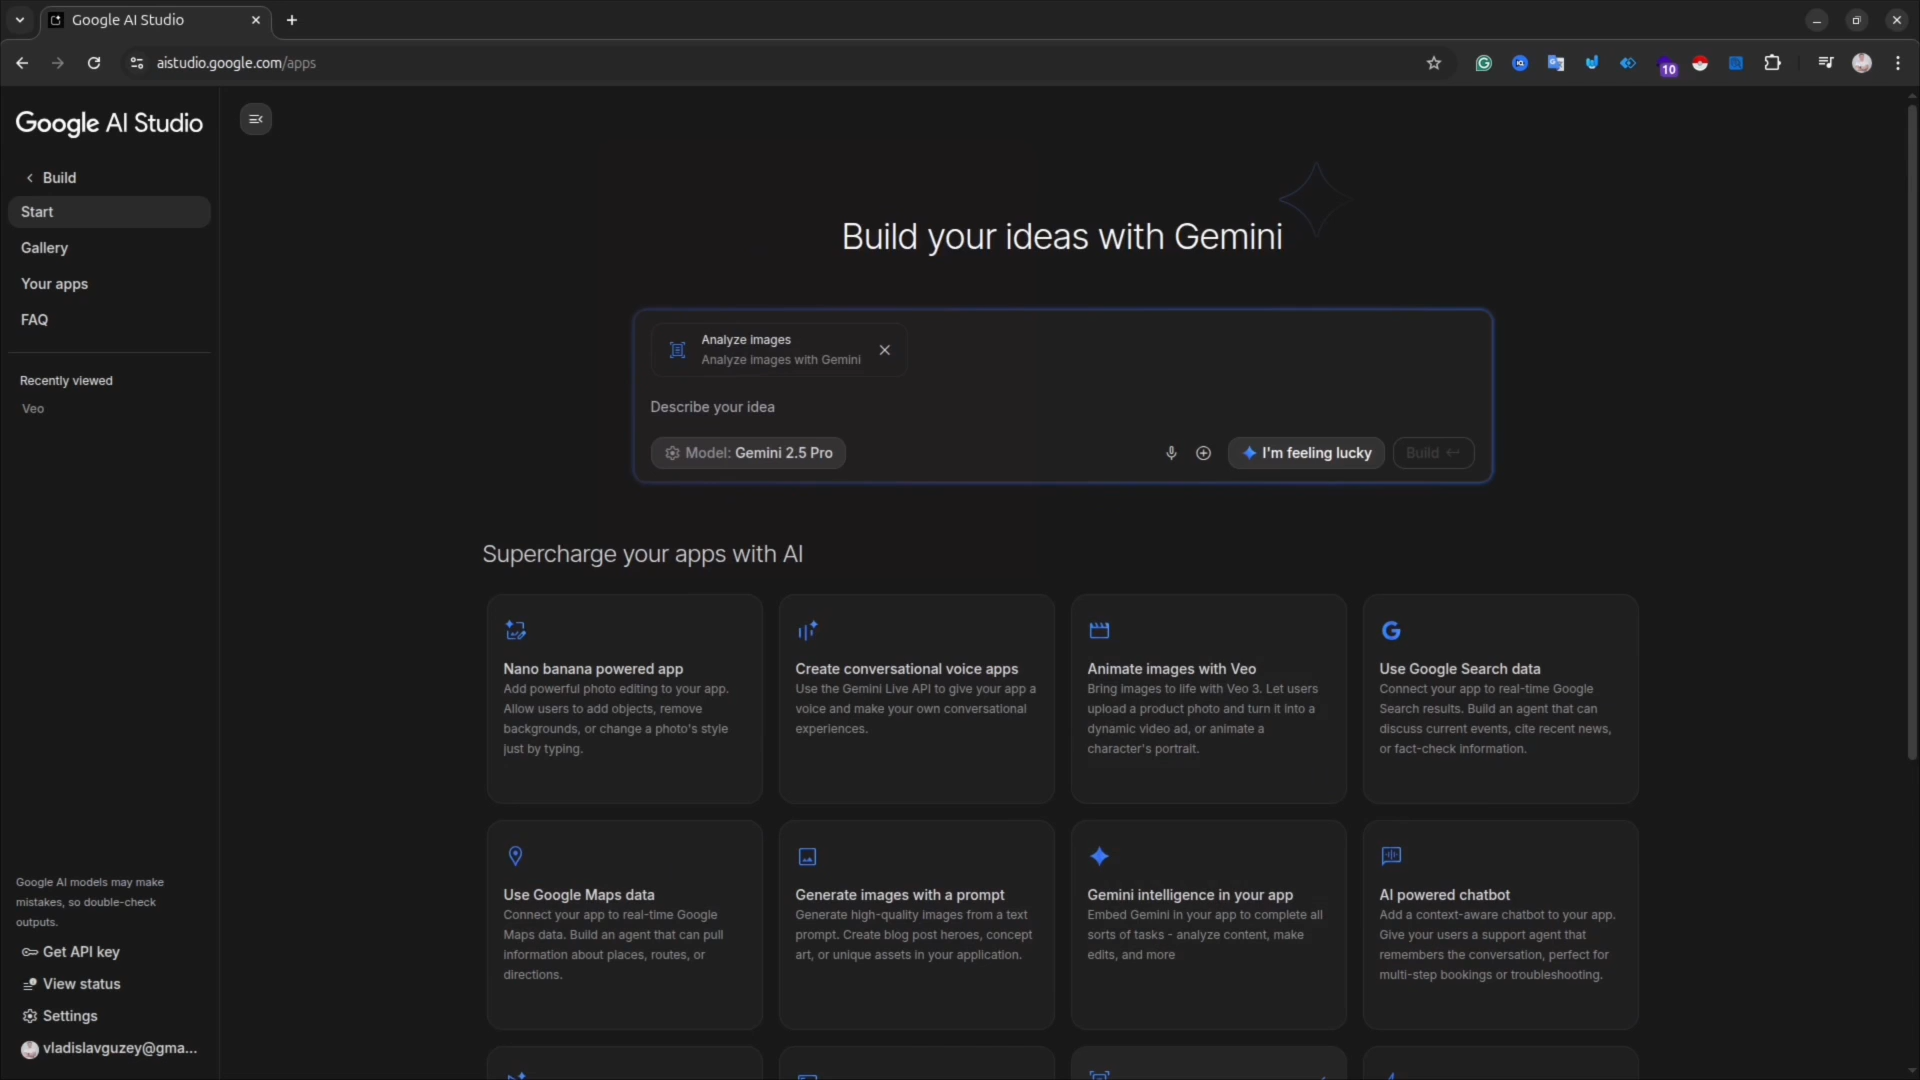 Google AI Studio
aistudio.google.com/apps
10
Google AI Studio
Build
Start
Gallery
Your apps
FAQ
Recently viewed
Veo
Build your ideas with Gemini
Analyze images
Analyze images with Gemini
Describe your idea
Model: Gemini 2.5 Pro
I'm feeling lucky
Build
Supercharge your apps with AI
Nano banana powered app
Add powerful photo editing to your app.
Allow users to add objects, remove
backgrounds, or change a photo's style
just by typing.
Create conversational voice apps
Use the Gemini Live API to give your app a
voice and make your own conversational
experiences.
Animate images with Veo
Bring images to life with Veo 3. Let users
upload a product photo and turn it into a
dynamic video ad, or animate a
character's portrait.
Use Google Search data
Connect your app to real-time Google
Search results. Build an agent that can
discuss current events, cite recent news,
or fact-check information.
Use Google Maps data
Connect your app to real-time Google
Maps data. Build an agent that can pull
information about places, routes, or
directions.
Generate images with a prompt
Generate high-quality images from a text
prompt. Create blog post heroes, concept
art, or unique assets in your application.
Gemini intelligence in your app
Embed Gemini in your app to complete all
sorts of tasks - analyze content, make
edits, and more
AI powered chatbot
Add a context-aware chatbot to your app.
Give your users a support agent that
remembers the conversation, perfect for
multi-step bookings or troubleshooting.
Google AI models may make
mistakes, so double-check
outputs.
Get API key
View status
Settings
vladislavguzey@gma...